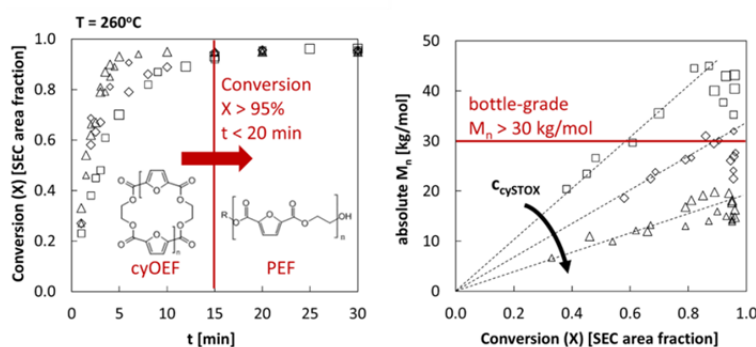 T = 260°C
Conversion (X) [SEC area fraction]
1.0
0.8
0.6
0.4
0.2
0.0
0
5
10
15
20
25
30
t [min]
Conversion
X > 95%
t < 20 min
O
O
O
O
O
O
O
O
O
O
n
cyOEF
R
O
O
O
O
O
OH
n
PEF
absolute Mn [kg/mol]
50
40
30
20
10
0
0.0
0.2
0.4
0.6
0.8
1.0
Conversion (X) [SEC area fraction]
bottle-grade
Mn > 30 kg/mol
ccySTOX